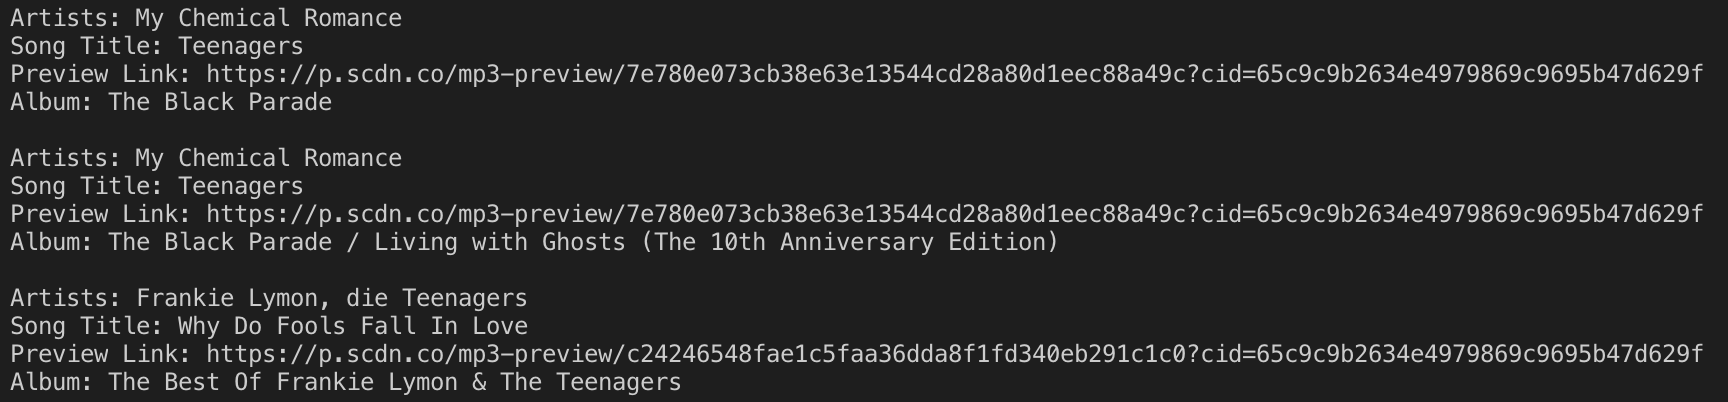 Artists: My Chemical Romance
Song Title: Teenagers
Preview Link: https://p.scdn.co/mp3-preview/7e780e073cb38e63e13544cd28a80d1eec88a49c?cid=65c9c9b2634e4979869c9695b47d629f
Album: The Black Parade
Artists: My Chemical Romance
Song Title: Teenagers
Preview Link: https://p.scdn.co/mp3-preview/7e780e073cb38e63e13544cd28a80d1eec88a49c?cid=65c9c9b2634e4979869c9695b47d629f
Album: The Black Parade / Living with Ghosts (The 10th Anniversary Edition)
Artists: Frankie Lymon, die Teenagers
Song Title: Why Do Fools Fall In Love
Preview Link: https://p.scdn.co/mp3-preview/c24246548fae1c5faa36dda8f1fd340eb291c1c0?cid=65c9c9b2634e4979869c9695b47d629f
Album: The Best Of Frankie Lymon & The Teenagers